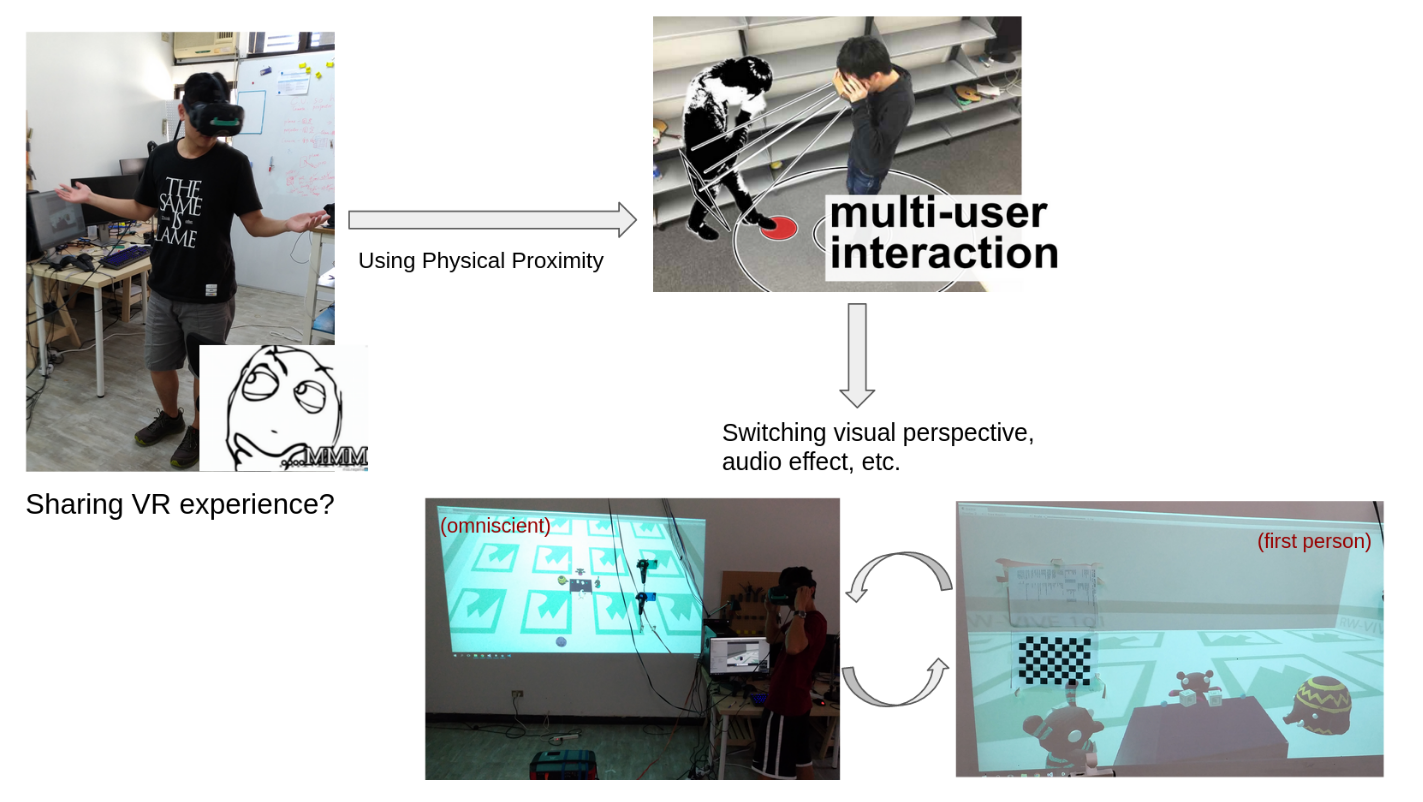 THE
SAME
IS
LAME
....MMM
Using Physical Proximity
multi-user
interaction
Sharing VR experience?
Switching visual perspective,
audio effect, etc.
(omniscient)
(first person)